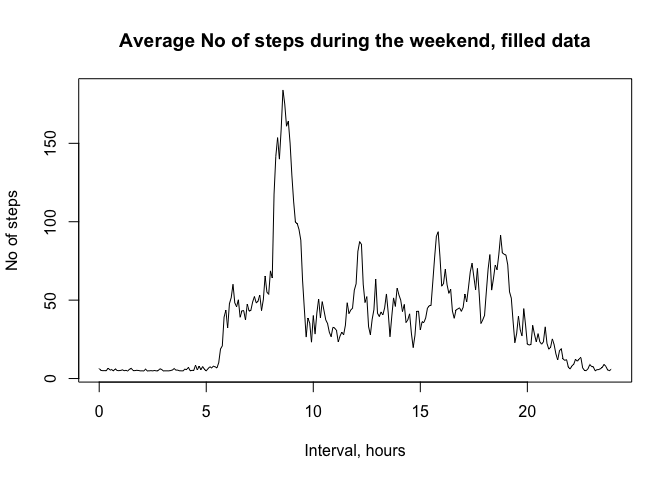 Average No of steps during the weekend, filled data
No of steps
150
100
50
0
0 5 10 15 20
Interval, hours